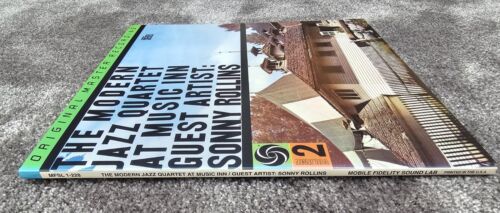 ORIGINAL MASTER RECORDING
THE MODERN
JAZZ QUARTET
AT MUSIC INN
GUEST ARTIST:
SONNY ROLLINS
2
MFSL 1-228 THE MODERN JAZZ QUARTET AT MUSIC INN / GUEST ARTIST: SONNY ROLLINS MOBILE FIDELITY SOUND LAB PRINTED IN THE U.S.A.